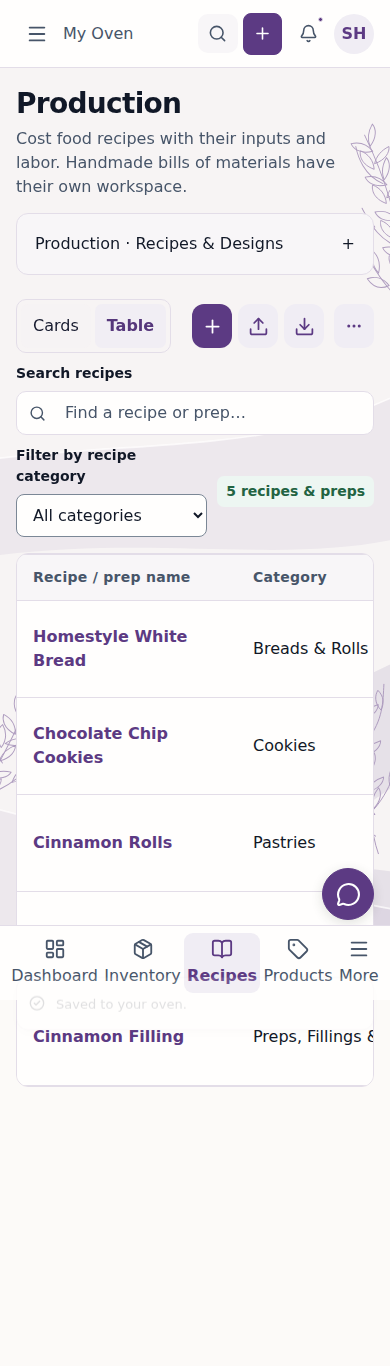 My Oven
SH
Production
Cost food recipes with their inputs and
labor. Handmade bills of materials have
their own workspace.
Production · Recipes & Designs
+
Cards
Table
Search recipes
Find a recipe or prep…
Filter by recipe
category
All categories
5 recipes & preps
Recipe / prep name
Category
Homestyle White
Bread
Breads & Rolls
Chocolate Chip
Cookies
Cookies
Cinnamon Rolls
Pastries
Dashboard
Inventory
Recipes
Products
More
Saved to your oven.
Cinnamon Filling
Preps, Fillings &